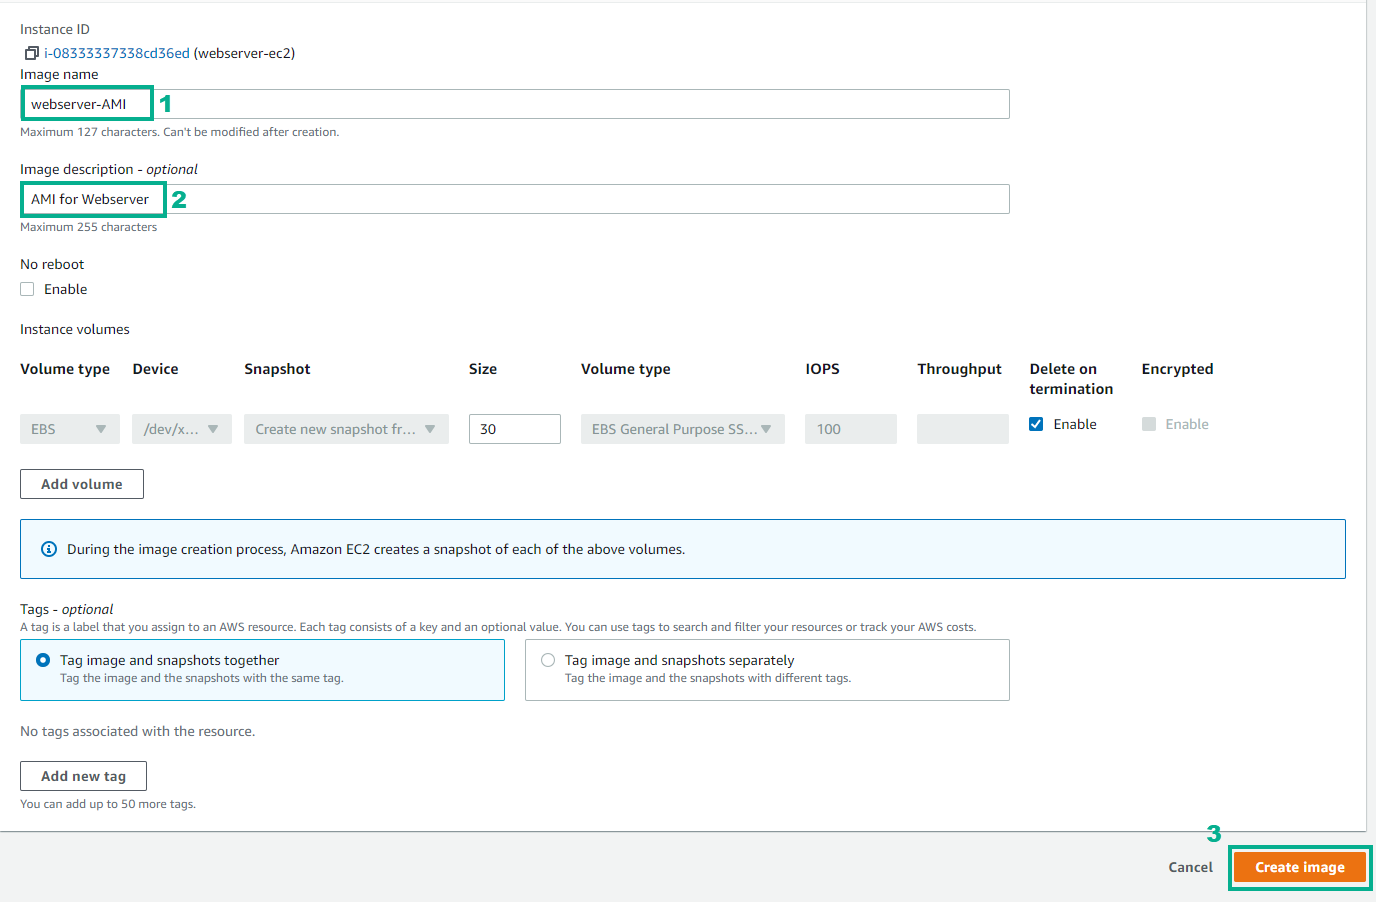 Instance ID
i-08333337338cd36ed (webserver-ec2)
Image name
webserver-AMI 1
Maximum 127 characters. Can't be modified after creation.
Image description - optional
AMI for Webserver 2
Maximum 255 characters
No reboot
Enable
Instance volumes
Volume type Device Snapshot Size Volume type IOPS Throughput Delete on termination Encrypted
EBS /dev/x... Create new snapshot fr... 30 EBS General Purpose SS... 100 Enable Enable
Add volume
During the image creation process, Amazon EC2 creates a snapshot of each of the above volumes.
Tags - optional
A tag is a label that you assign to an AWS resource. Each tag consists of a key and an optional value. You can use tags to search and filter your resources or track your AWS costs.
Tag image and snapshots together
Tag the image and the snapshots with the same tag.
Tag image and snapshots separately
Tag the image and the snapshots with different tags.
No tags associated with the resource.
Add new tag
You can add up to 50 more tags.
3
Cancel Create image